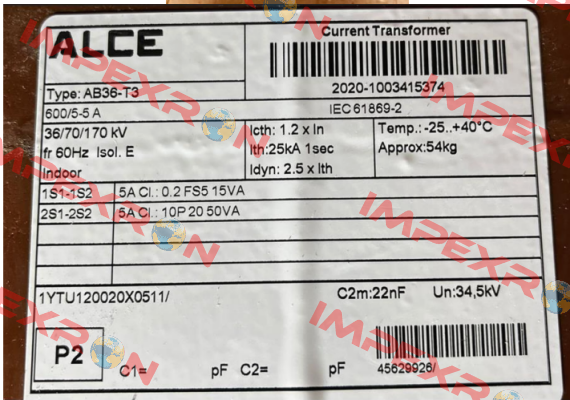 ALCE
Current Transformer
Type: AB36-T3
2020-1003415374
600/5-5 A
IEC 61869-2
36/70/170 kV
Icth: 1.2 x In
Temp.: -25..+40°C
fr 60Hz Isol. E
Ith:25kA 1sec
Approx:54kg
Indoor
Idyn: 2.5 x Ith
1S1-1S2 5A Cl.: 0.2 FS5 15VA
2S1-2S2 5A Cl.: 10P 20 50VA
1YTU120020X0511/
C2m:22nF Un:34,5kV
P2
C1= pF C2= pF
45629926/
IMPEXRON
IMPEXRON
IMPEXRON
IMPEXRON
IMPEXRON
IMPEXRON